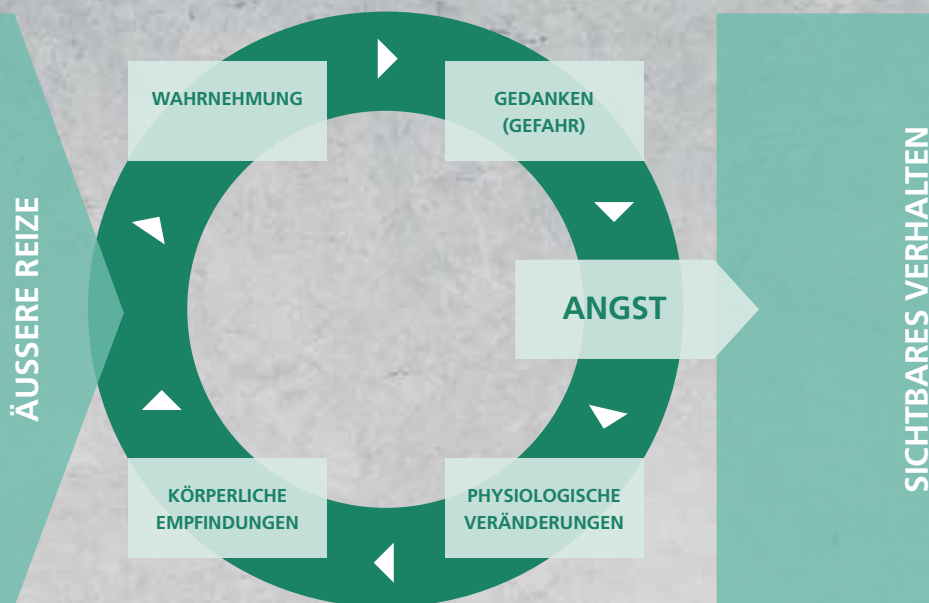 ÄUSSERE REIZE
WAHRNEHMUNG
GEDANKEN
(GEFAHR)
ANGST
PHYSIOLOGISCHE
VERÄNDERUNGEN
KÖRPERLICHE
EMPFINDUNGEN
SICHTBARES VERHALTEN